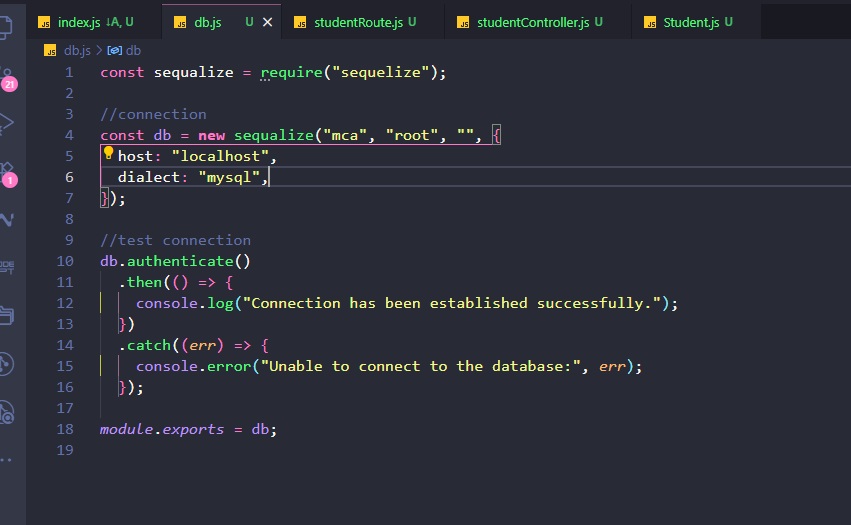 JS index.js ↓A, U JS db.js U × JS studentRoute.js U JS studentController.js U JS Student.js U
JS db.js > db
1 const sequalize = require("sequelize");
2
3 //connection
4 const db = new sequalize("mca", "root", "", {
5 host: "localhost",
6 dialect: "mysql",
7 });
8
9 //test connection
10 db.authenticate()
11 .then(() => {
12 console.log("Connection has been established successfully.");
13 })
14 .catch((err) => {
15 console.error("Unable to connect to the database:", err);
16 });
17
18 module.exports = db;
19
21
1